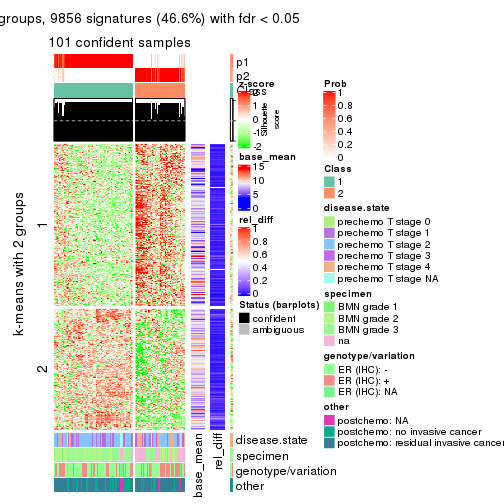 groups, 9856 signatures (46.6%) with fdr < 0.05
101 confident samples
p1
p2
Class
Silhouette
score
k-means with 2 groups
1
2
base_mean
rel_diff
disease.state
specimen
genotype/variation
other
z-score
2
1
0
-1
-2
base_mean
15
10
5
0
rel_diff
1
0.8
0.6
0.4
0.2
0
Status (barplots)
confident
ambiguous
Prob
1
0.8
0.6
0.4
0.2
0
Class
1
2
disease.state
prechemo T stage 0
prechemo T stage 1
prechemo T stage 2
prechemo T stage 3
prechemo T stage 4
prechemo T stage NA
specimen
BMN grade 1
BMN grade 2
BMN grade 3
na
genotype/variation
ER (IHC): -
ER (IHC): +
ER (IHC): NA
other
postchemo: NA
postchemo: no invasive cancer
postchemo: residual invasive cancer